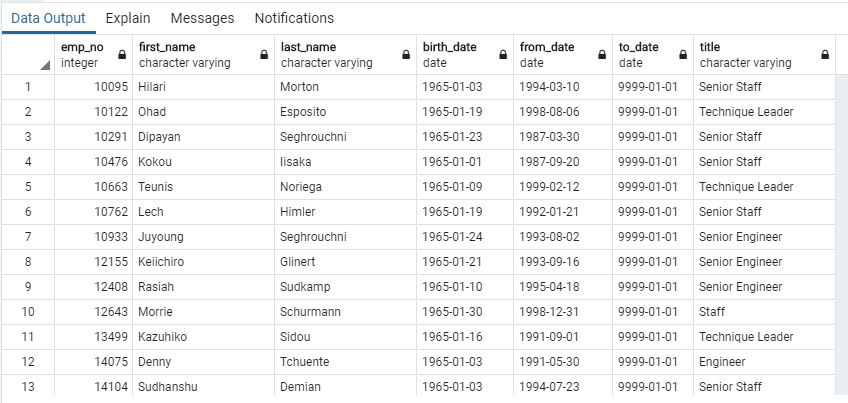 Data Output Explain Messages Notifications
emp_no first_name last_name birth_date from_date to_date title
integer character varying character varying date date date character varying
1 10095 Hilari Morton 1965-01-03 1994-03-10 9999-01-01 Senior Staff
2 10122 Ohad Esposito 1965-01-19 1998-08-06 9999-01-01 Technique Leader
3 10291 Dipayan Seghrouchni 1965-01-23 1987-03-30 9999-01-01 Senior Staff
4 10476 Kokou Iisaka 1965-01-01 1987-09-20 9999-01-01 Senior Staff
5 10663 Teunis Noriega 1965-01-09 1999-02-12 9999-01-01 Technique Leader
6 10762 Lech Himler 1965-01-19 1992-01-21 9999-01-01 Senior Staff
7 10933 Juyoung Seghrouchni 1965-01-24 1993-08-02 9999-01-01 Senior Engineer
8 12155 Keiichiro Glinert 1965-01-21 1993-09-16 9999-01-01 Senior Engineer
9 12408 Rasiah Sudkamp 1965-01-10 1995-04-18 9999-01-01 Senior Engineer
10 12643 Morrie Schurmann 1965-01-30 1998-12-31 9999-01-01 Staff
11 13499 Kazuhiko Sidou 1965-01-16 1991-09-01 9999-01-01 Technique Leader
12 14075 Denny Tchuente 1965-01-03 1991-05-30 9999-01-01 Engineer
13 14104 Sudhanshu Demian 1965-01-03 1994-07-23 9999-01-01 Senior Staff